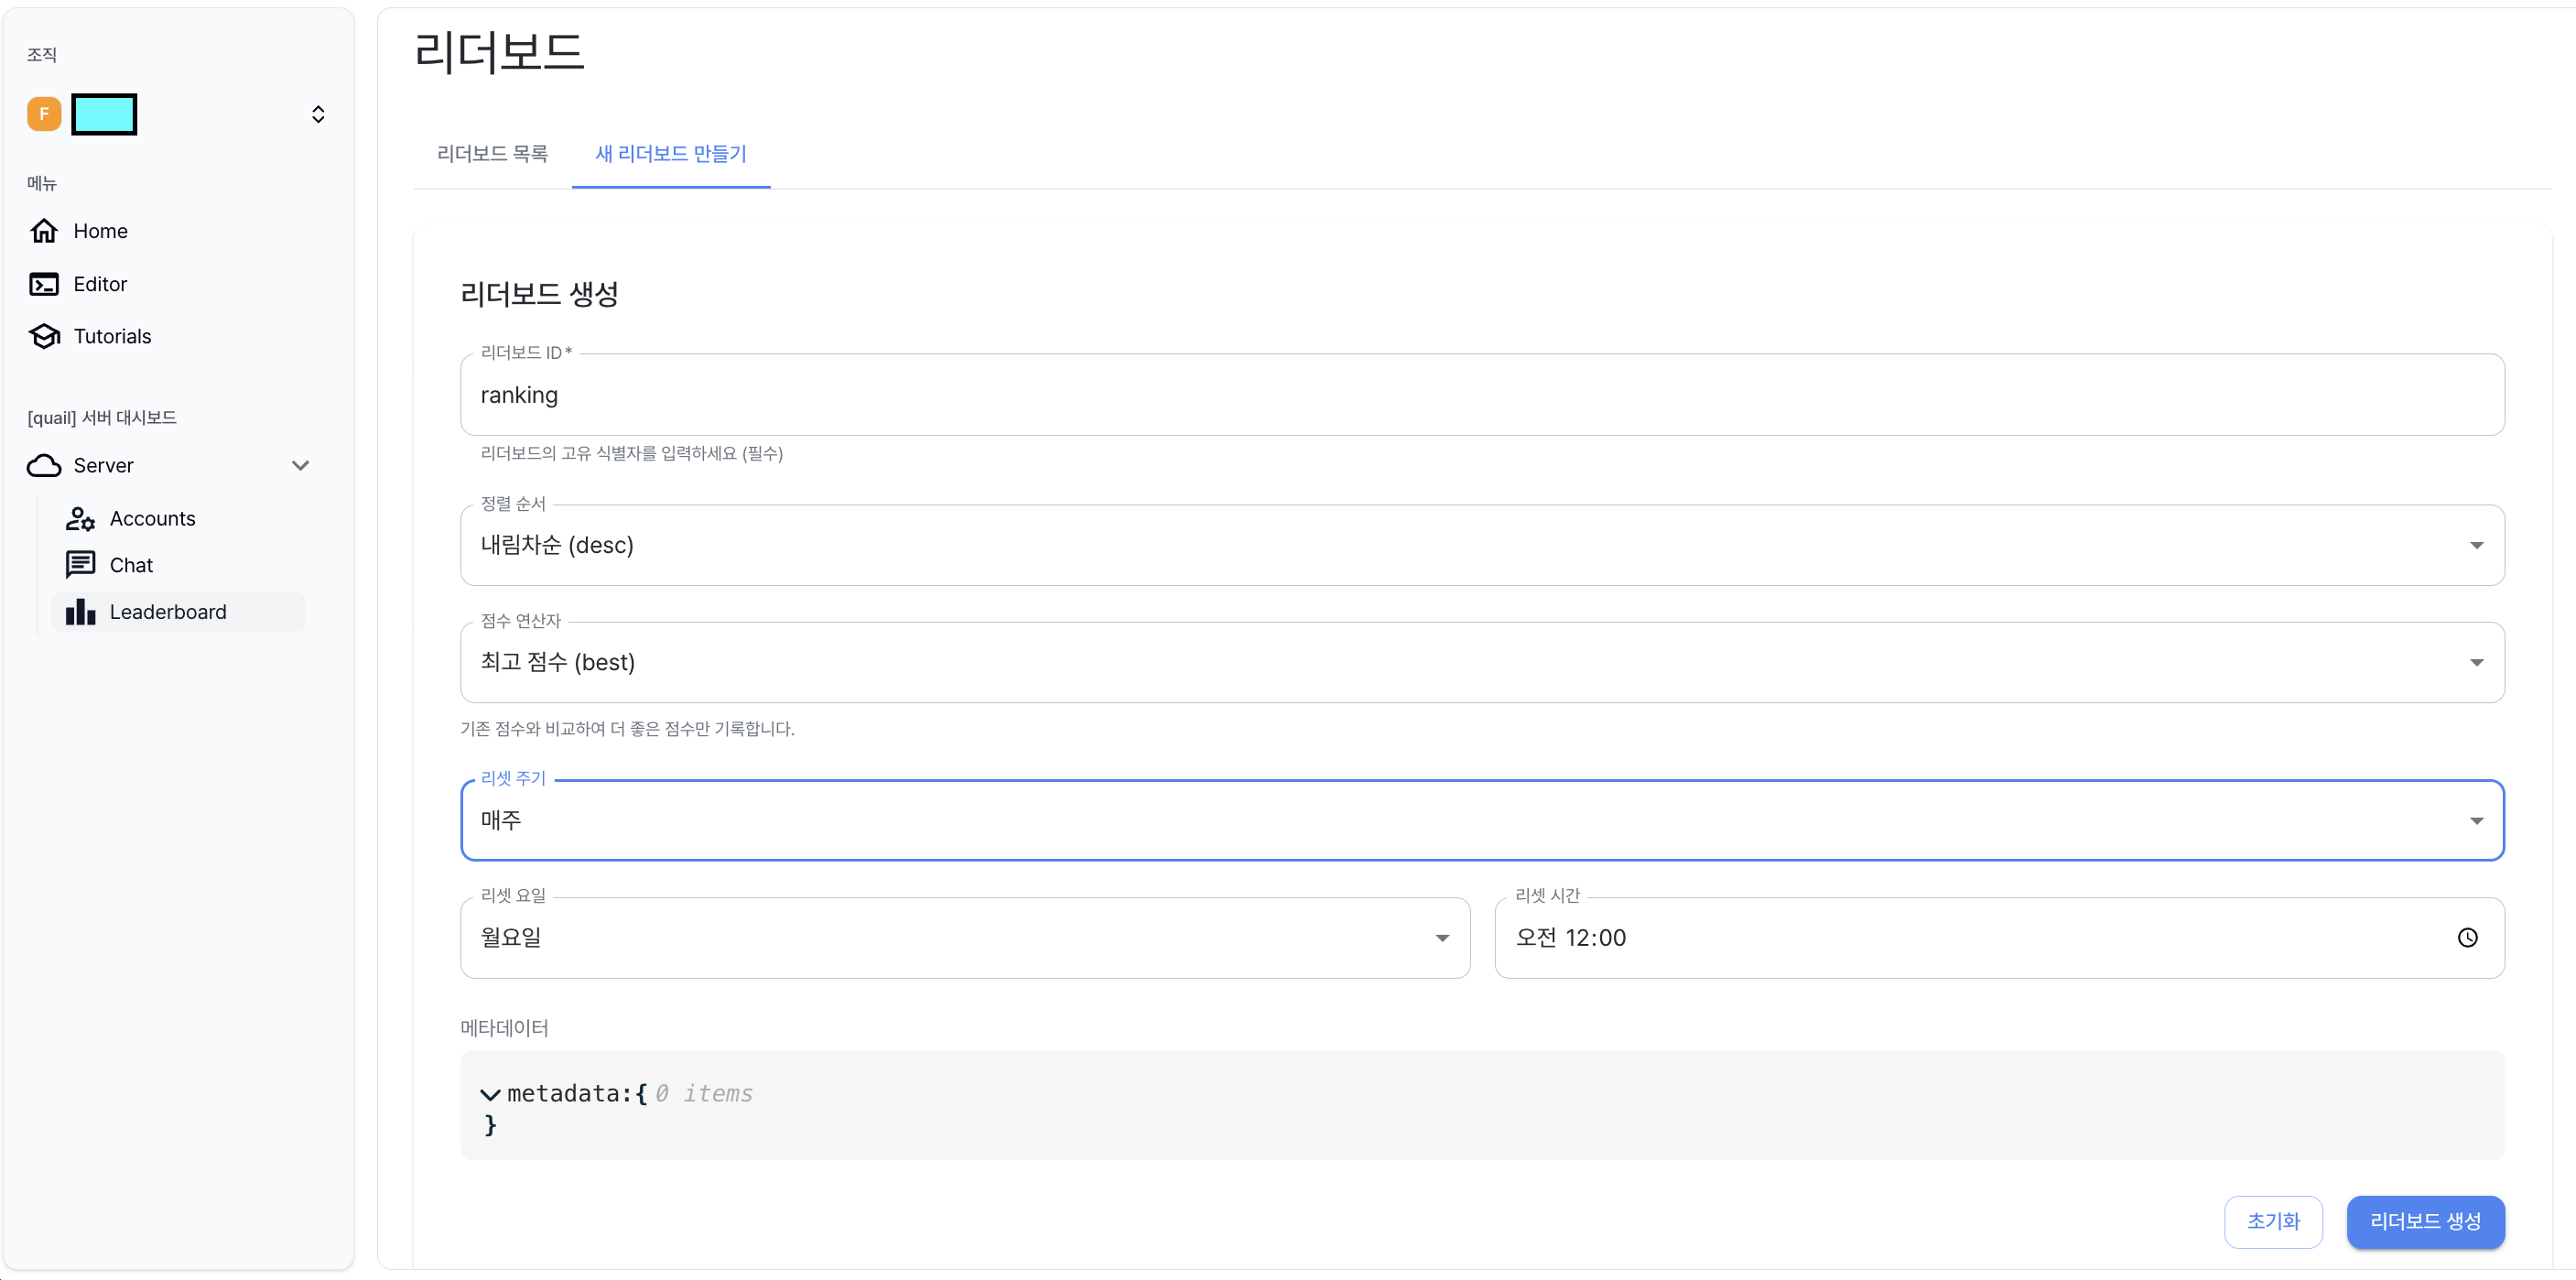 조직
F
메뉴
Home
Editor
Tutorials
[quail] 서버 대시보드
Server
Accounts
Chat
Leaderboard
리더보드
리더보드 목록
새 리더보드 만들기
리더보드 생성
리더보드 ID *
ranking
리더보드의 고유 식별자를 입력하세요 (필수)
정렬 순서
내림차순 (desc)
점수 연산자
최고 점수 (best)
기존 점수와 비교하여 더 좋은 점수만 기록합니다.
리셋 주기
매주
리셋 요일
월요일
리셋 시간
오전 12:00
메타데이터
metadata:{ 0 items
}
초기화
리더보드 생성